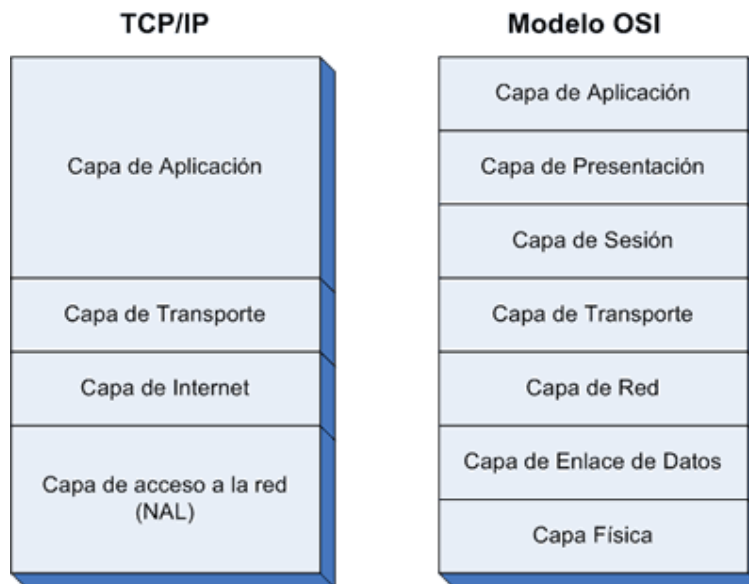 TCP/IP
Capa de Aplicación
Capa de Transporte
Capa de Internet
Capa de acceso a la red
(NAL)
Modelo OSI
Capa de Aplicación
Capa de Presentación
Capa de Sesión
Capa de Transporte
Capa de Red
Capa de Enlace de Datos
Capa Física